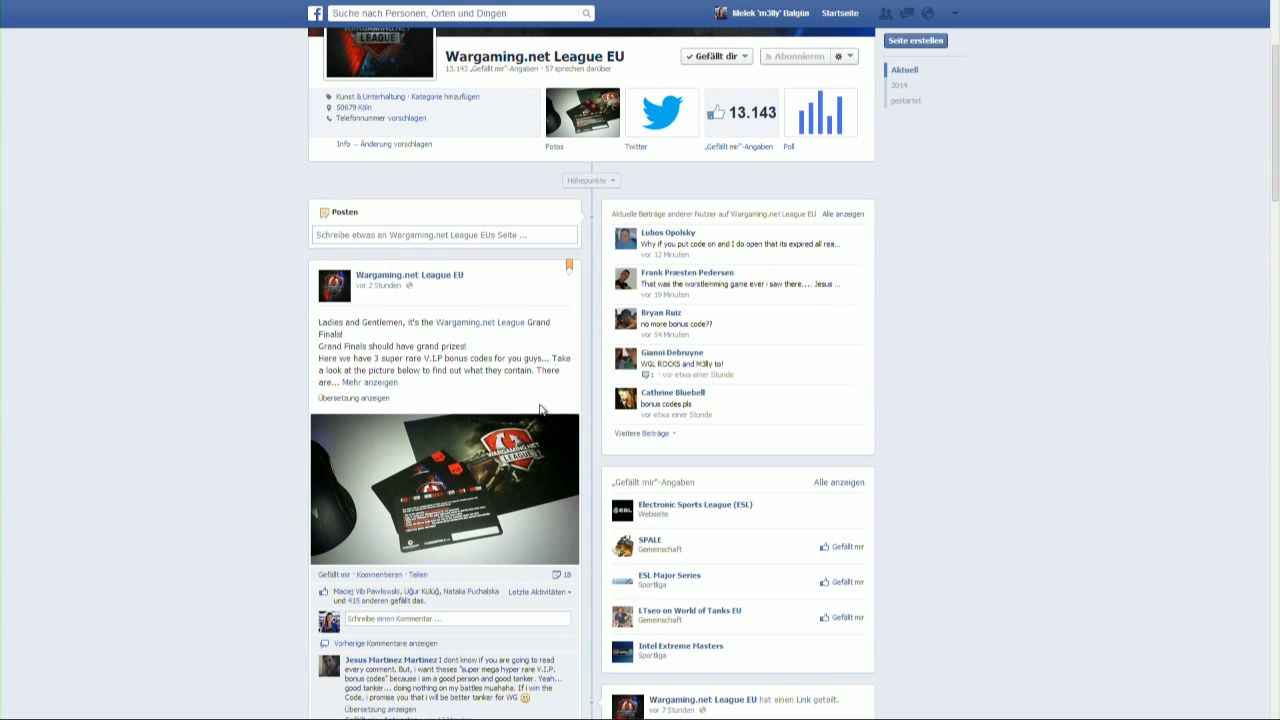 Suche nach Personen, Orten und Dingen
Melek 'm3lly' Balgün
Startseite
LEAGUE
Wargaming.net League EU
13.143 „Gefällt mir"-Angaben · 57 sprechen darüber
Gefällt dir
Abonnieren
Seite erstellen
Aktuell
2014
gestartet
Kunst & Unterhaltung · Kategorie hinzufügen
50679 Köln
Telefonnummer vorschlagen
Info – Änderung vorschlagen
13.143
Fotos
Twitter
„Gefällt mir"-Angaben
Poll
Höhepunkte
Posten
Schreibe etwas an Wargaming.net League EUs Seite ...
Wargaming.net League EU
vor 2 Stunden
Ladies and Gentlemen, it's the Wargaming.net League Grand
Finals!
Grand Finals should have grand prizes!
Here we have 3 super rare V.I.P bonus codes for you guys... Take
a look at the picture below to find out what they contain. There
are... Mehr anzeigen
Übersetzung anzeigen
WARGAMING.NET
LEAGUE
Gefällt mir · Kommentieren · Teilen
18
Maciej Vib Pawłowski, Uğur Külüğ, Natalia Puchalska
und 415 anderen gefällt das.
Letzte Aktivitäten
Schreibe einen Kommentar ...
Vorherige Kommentare anzeigen
Jesus Martinez Martinez I dont know if you are going to read
every comment. But, i want theses "super mega hyper rare V.I.P.
bonus codes" because i am a good person and good tanker. Yeah...
good tanker... doing nothing on my battles muahaha. If i win the
Code, i promise you that i will be better tanker for WG
Übersetzung anzeigen
Aktuelle Beiträge anderer Nutzer auf Wargaming.net League EU
Alle anzeigen
Lubos Opolsky
Why if you put code on and I do open that its expired all rea...
vor 12 Minuten
Frank Præsten Pedersen
That was the worstlemming game ever i saw there.... Jesus ...
vor 19 Minuten
Bryan Ruiz
no more bonus code??
vor 54 Minuten
Gianni Debruyne
WGL ROCKS and M3lly to!
1 · vor etwa einer Stunde
Cathrine Bluebell
bonus codes pls
vor etwa einer Stunde
Weitere Beiträge
„Gefällt mir"-Angaben
Alle anzeigen
ESL
Electronic Sports League (ESL)
Webseite
SPALE
Gemeinschaft
Gefällt mir
ESL Major Series
Sportliga
Gefällt mir
LTseo on World of Tanks EU
Gemeinschaft
Gefällt mir
Intel Extreme Masters
Sportliga
Wargaming.net League EU hat einen Link geteilt.
vor 7 Stunden